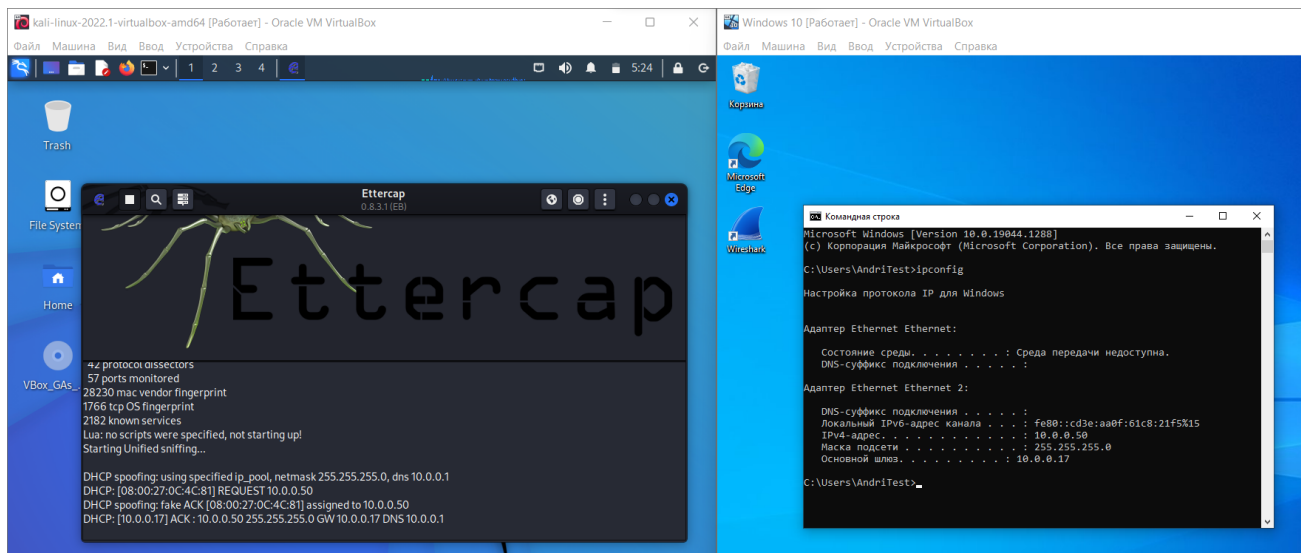 kali-linux-2022.1-virtualbox-amd64 [Работает] - Oracle VM VirtualBox
Файл Машина Вид Ввод Устройства Справка
1 2 3 4
5:24
Trash
File System
Home
VBox_GAs_
Ettercap
0.8.3.1 (EB)
Ettercap
42 protocol dissectors
57 ports monitored
28230 mac vendor fingerprint
1766 tcp OS fingerprint
2182 known services
Lua: no scripts were specified, not starting up!
Starting Unified sniffing...
DHCP spoofing: using specified ip_pool, netmask 255.255.255.0, dns 10.0.0.1
DHCP: [08:00:27:0C:4C:81] REQUEST 10.0.0.50
DHCP spoofing: fake ACK [08:00:27:0C:4C:81] assigned to 10.0.0.50
DHCP: [10.0.0.17] ACK : 10.0.0.50 255.255.255.0 GW 10.0.0.17 DNS 10.0.0.1
Windows 10 [Работает] - Oracle VM VirtualBox
Файл Машина Вид Ввод Устройства Справка
Корзина
Microsoft
Edge
Wireshark
Командная строка
Microsoft Windows [Version 10.0.19044.1288]
(c) Корпорация Майкрософт (Microsoft Corporation). Все права защищены.
C:\Users\AndriTest>ipconfig
Настройка протокола IP для Windows
Адаптер Ethernet Ethernet:
Состояние среды. . . . . . . . : Среда передачи недоступна.
DNS-суффикс подключения . . . . . :
Адаптер Ethernet Ethernet 2:
DNS-суффикс подключения . . . . . :
Локальный IPv6-адрес канала . . . : fe80::cd3e:aa0f:61c8:21f5%15
IPv4-адрес. . . . . . . . . . . . : 10.0.0.50
Маска подсети . . . . . . . . . . : 255.255.255.0
Основной шлюз. . . . . . . . . : 10.0.0.17
C:\Users\AndriTest>